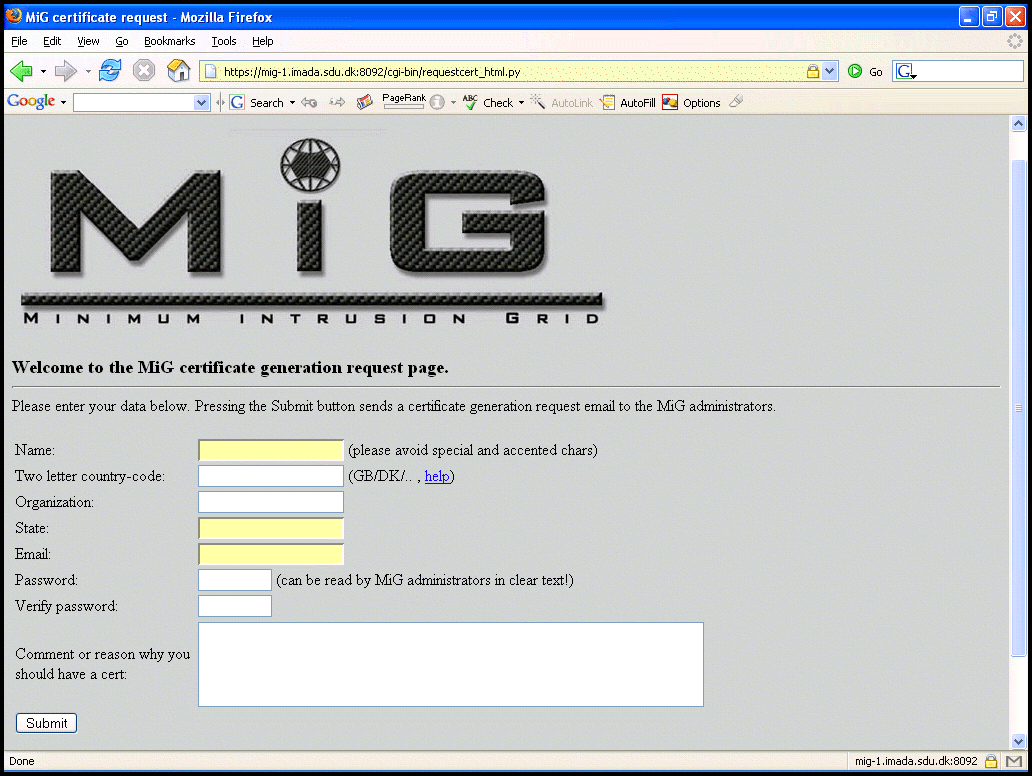 MiG certificate request - Mozilla Firefox
File Edit View Go Bookmarks Tools Help
https://mig-1.imada.sdu.dk:8092/cgi-bin/requestcert_html.py Go G
Google G Search PageRank ABC Check AutoLink AutoFill Options
MiG
MINIMUM INTRUSION GRID
Welcome to the MiG certificate generation request page.
Please enter your data below. Pressing the Submit button sends a certificate generation request email to the MiG administrators.
Name: (please avoid special and accented chars)
Two letter country-code: (GB/DK/.. , help)
Organization:
State:
Email:
Password: (can be read by MiG administrators in clear text!)
Verify password:
Comment or reason why you
should have a cert:
Submit
Done mig-1.imada.sdu.dk:8092